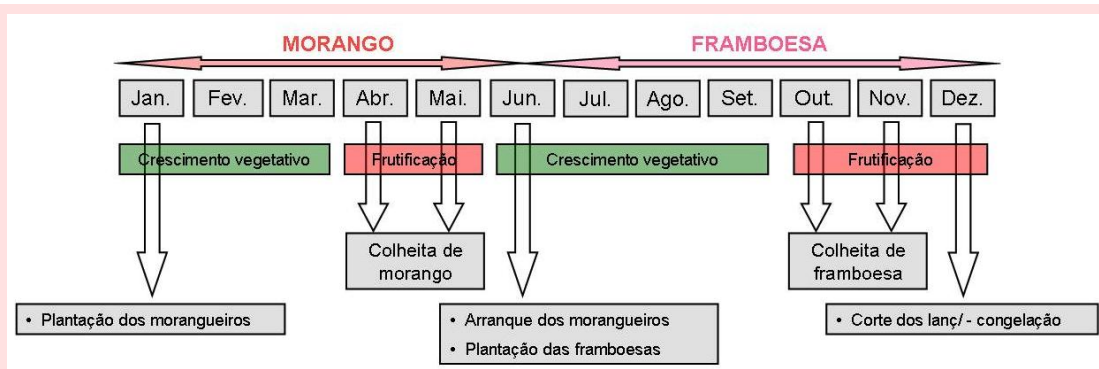 MORANGO
FRAMBOESA
Jan. Fev. Mar. Abr. Mai. Jun. Jul. Ago. Set. Out. Nov. Dez.
Crescimento vegetativo
Frutificação
Crescimento vegetativo
Frutificação
Colheita de
morango
Colheita de
framboesa
• Plantação dos morangueiros
• Arranque dos morangueiros
• Plantação das framboesas
• Corte dos lanç/ - congelação